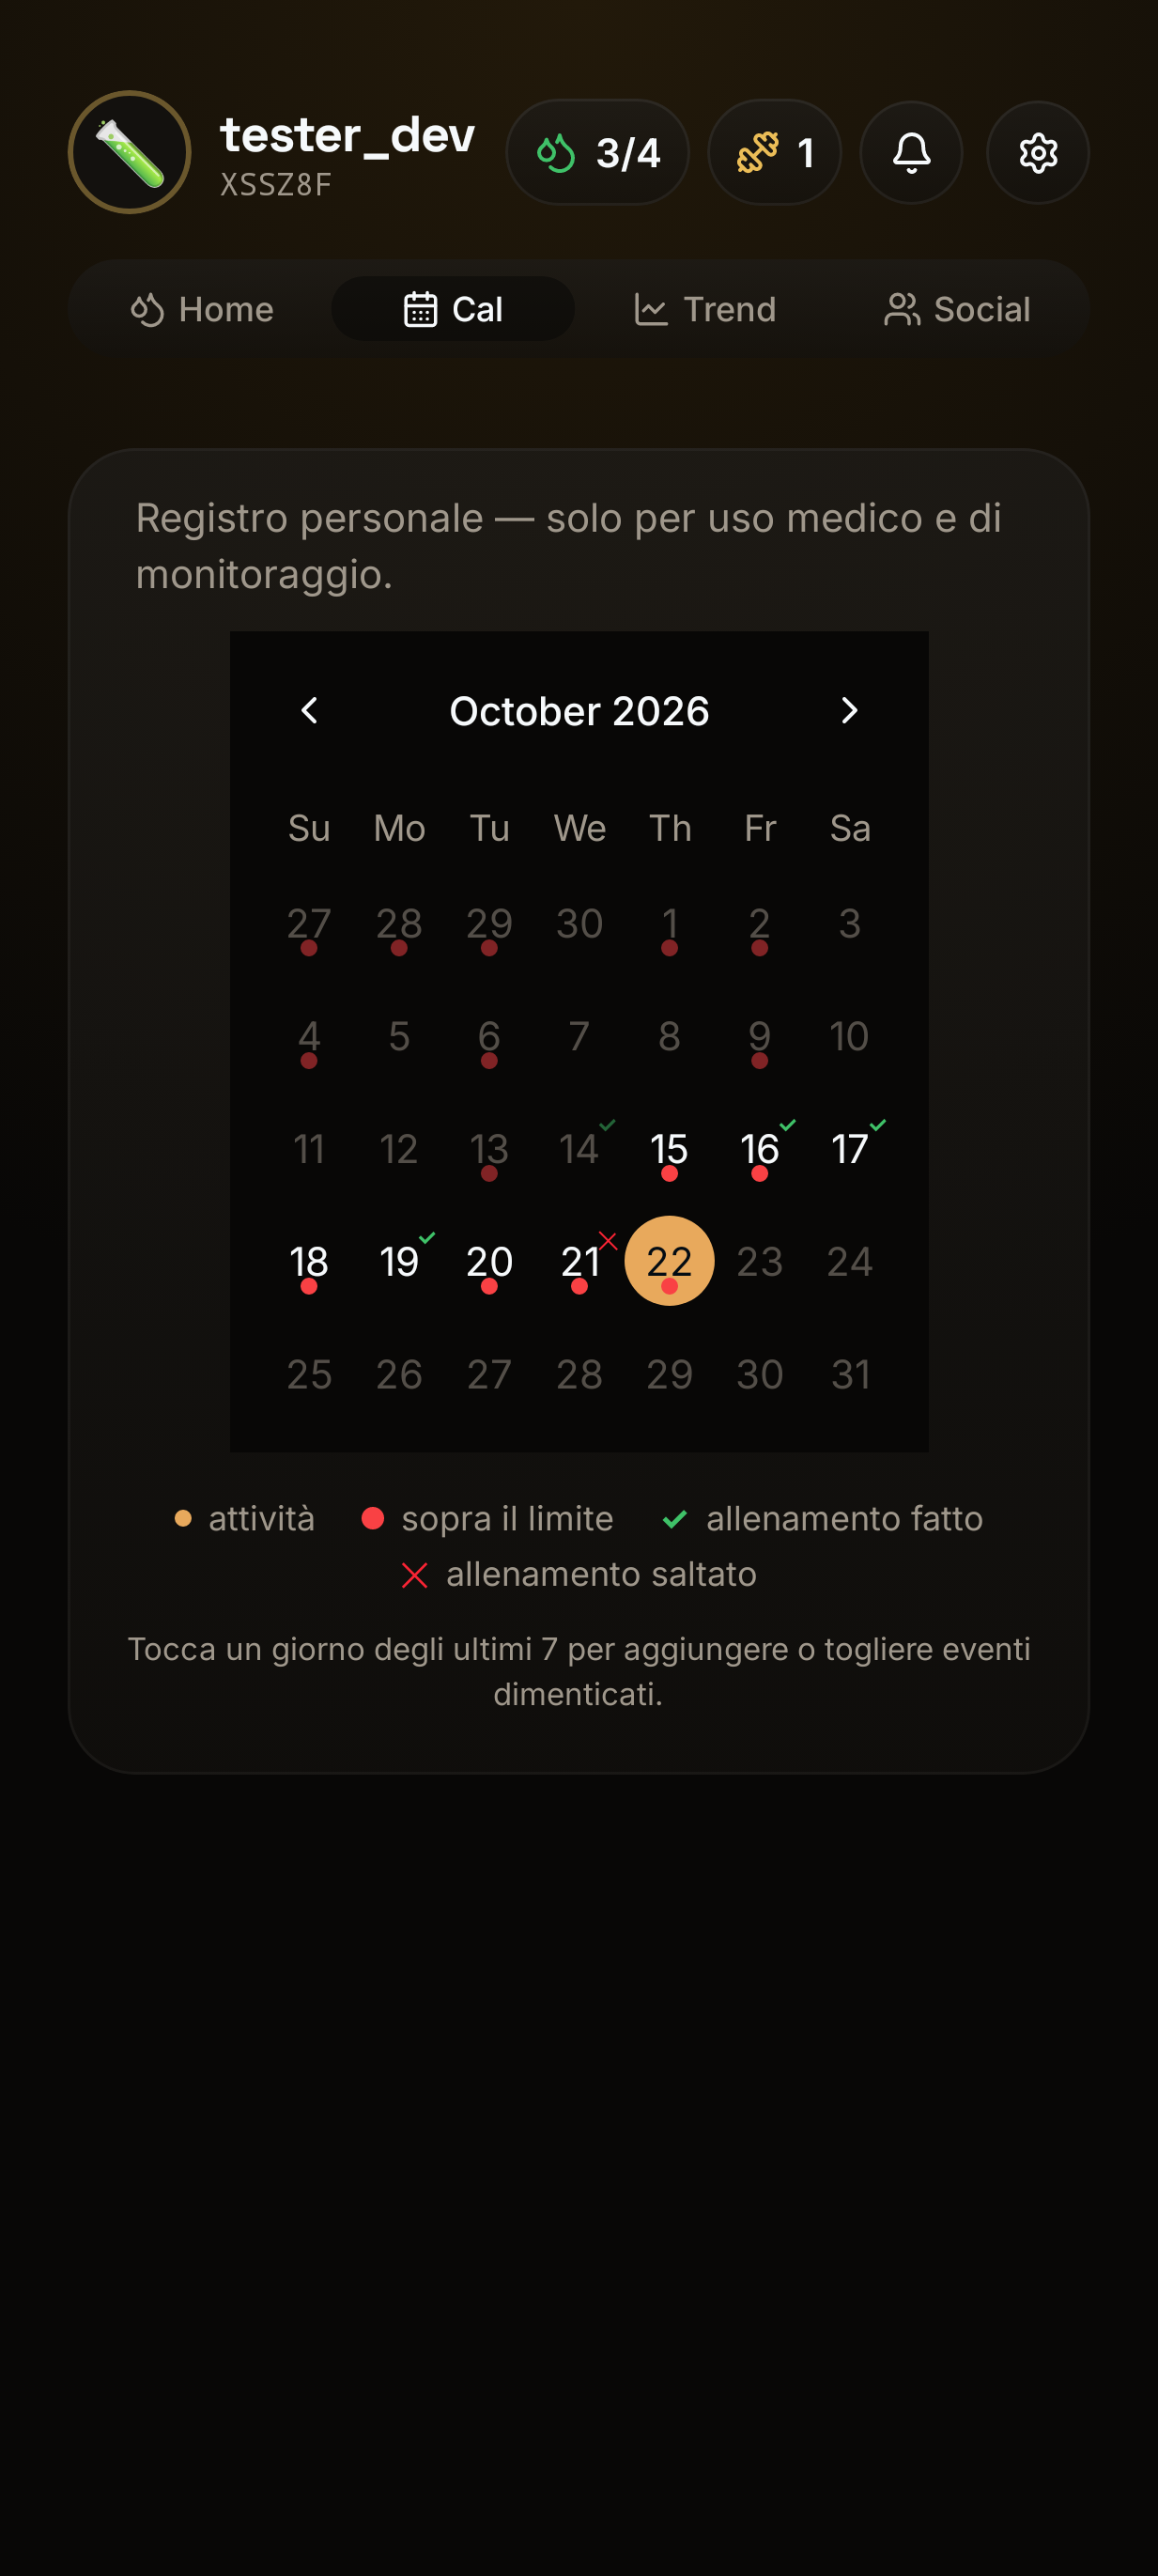 tester_dev
XSSZ8F
3/4
1
Home
Cal
Trend
Social
Registro personale — solo per uso medico e di
monitoraggio.
October 2026
Su Mo Tu We Th Fr Sa
27 28 29 30 1 2 3
4 5 6 7 8 9 10
11 12 13 14 15 16 17
18 19 20 21 22 23 24
25 26 27 28 29 30 31
attività sopra il limite allenamento fatto
allenamento saltato
Tocca un giorno degli ultimi 7 per aggiungere o togliere eventi
dimenticati.